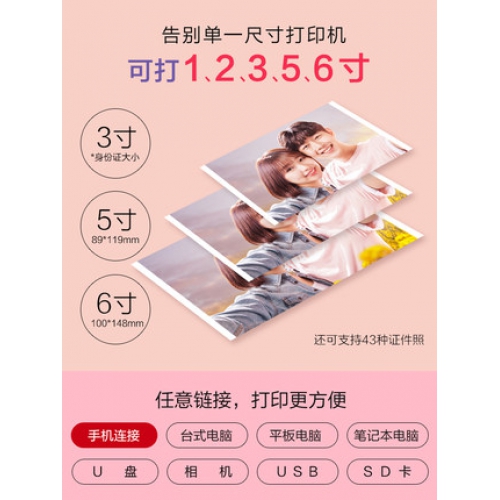 告别单一尺寸打印机
可打1、2、3、5、6寸
3寸
*身份证大小
5寸
89*119mm
6寸
100*148mm
还可支持43种证件照
任意链接，打印更方便
手机连接 台式电脑 平板电脑 笔记本电脑
U 盘 相 机 USB SD卡